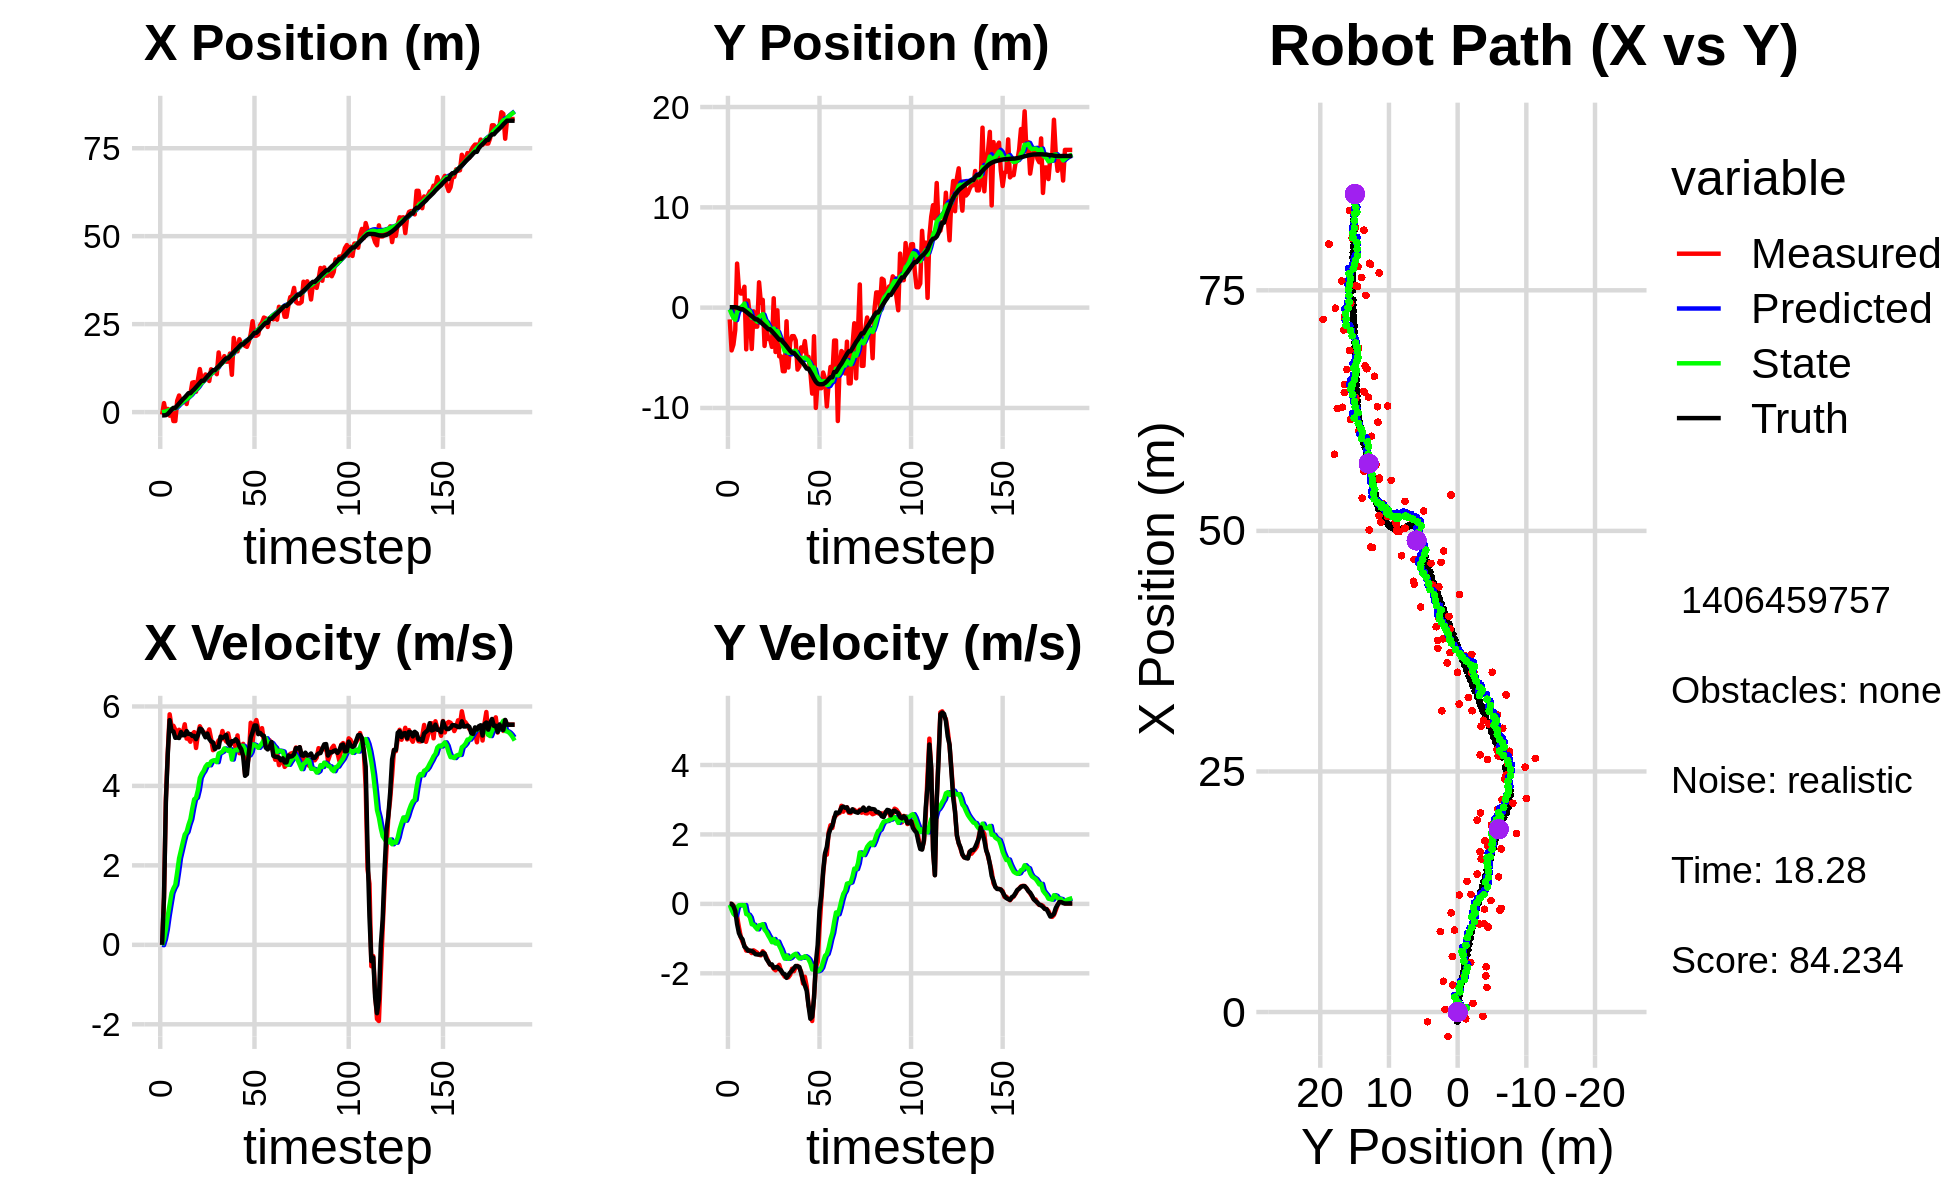 X Position (m)
75
50
25
0
0
50
100
150
timestep
Y Position (m)
20
10
0
-10
0
50
100
150
timestep
X Velocity (m/s)
6
4
2
0
-2
0
50
100
150
timestep
Y Velocity (m/s)
4
2
0
-2
0
50
100
150
timestep
Robot Path (X vs Y)
X Position (m)
75
50
25
0
20 10 0 -10 -20
Y Position (m)
variable
Measured
Predicted
State
Truth
1406459757
Obstacles: none
Noise: realistic
Time: 18.28
Score: 84.234